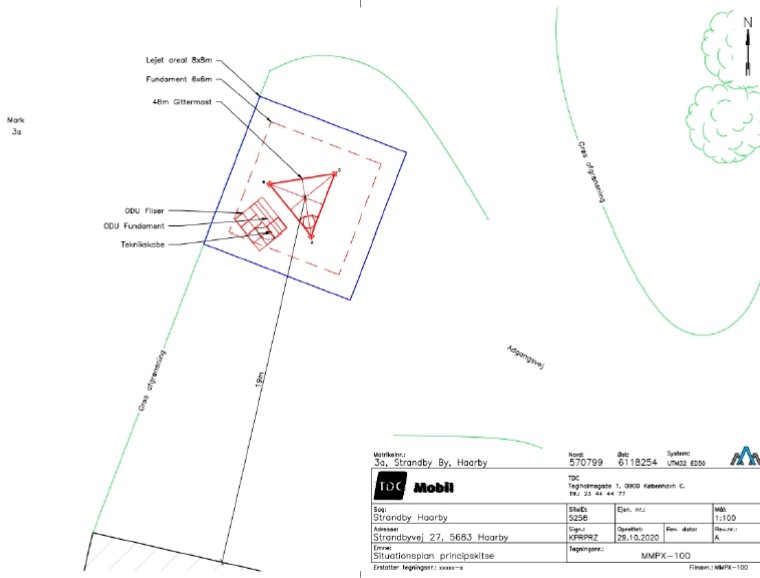 N
Lejet areal 8x8m
Fundament 6x6m
48m Gittermast
Mark
3a
ODU Fliser
ODU Fundament
Teknikskabe
Græs afgrænsning
Græs afgrænsning
19m
Adgangsvej
Matrikelnr.: Nord: Øst: System:
3a, Strandby By, Haarby 570799 6118254 UTM32 ED50
TDC Mobil
TDC
Teglholmsgade 1, 0900 København C.
Tlf.: 23 44 44 77
Sag: SiteID: Ejen. nr.: Mål:
Strandby Haarby 5258 1:100
Adresse: Sign.: Oprettet: Rev. dato: Rev.nr.:
Strandbyvej 27, 5683 Haarby KPRPRZ 29.10.2020 A
Emne: Tegningsnr.:
Situationsplan principskitse MMPX-100
Erstatter tegningsnr.: xxxxx-x Filnavn.: MMPX-100